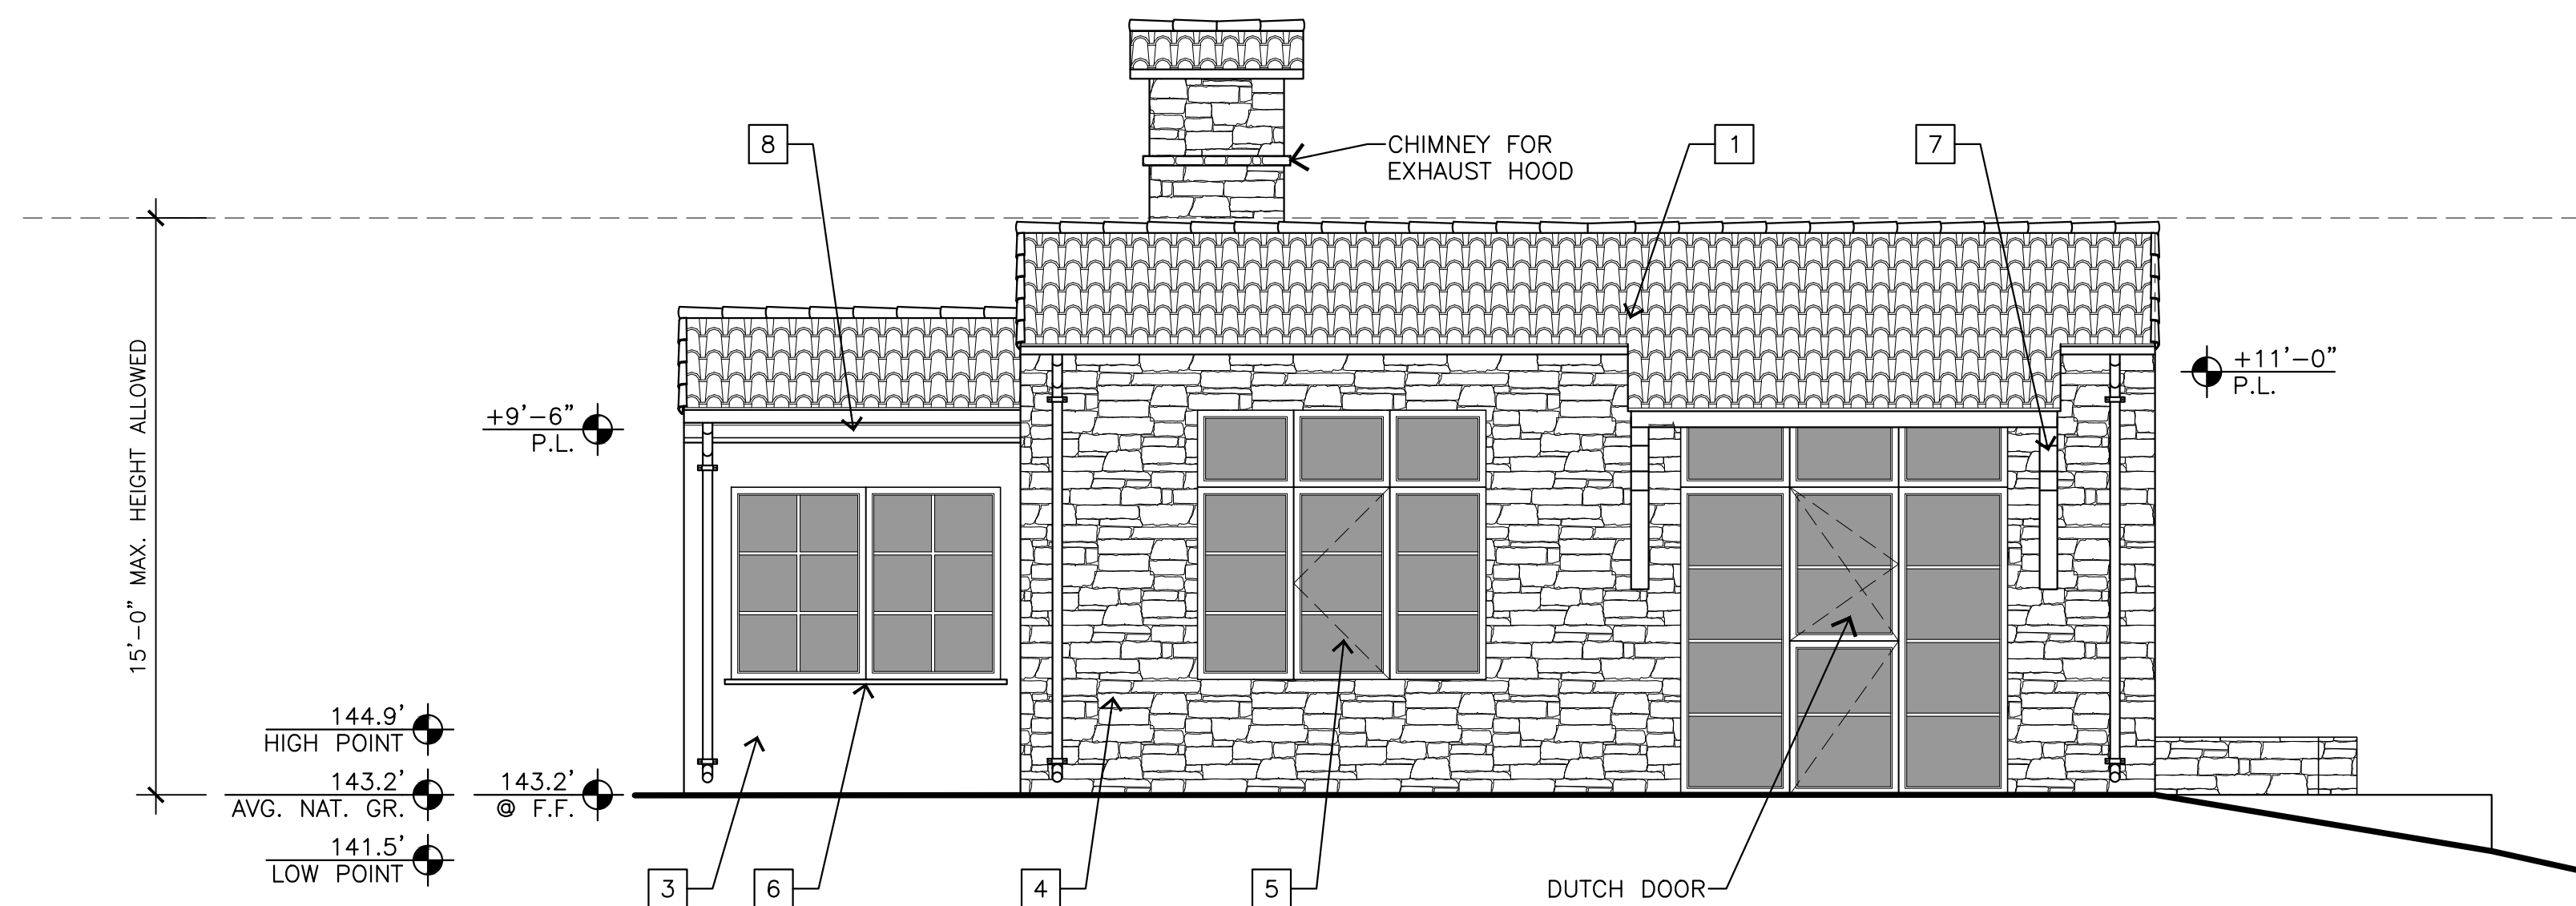 8
CHIMNEY FOR
EXHAUST HOOD
1
7
15'-0" MAX. HEIGHT ALLOWED
+11'-0"
P.L.
+9'-6"
P.L.
144.9'
HIGH POINT
143.2'
AVG. NAT. GR.
143.2'
@ F.F.
141.5'
LOW POINT
3
6
4
5
DUTCH DOOR